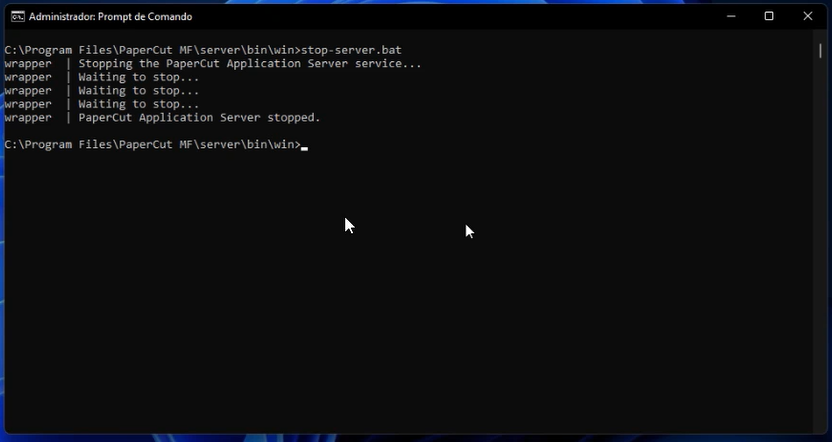 Administrador: Prompt de Comando
C:\Program Files\PaperCut MF\server\bin\win>stop-server.bat
wrapper  | Stopping the PaperCut Application Server service...
wrapper  | Waiting to stop...
wrapper  | Waiting to stop...
wrapper  | Waiting to stop...
wrapper  | PaperCut Application Server stopped.
C:\Program Files\PaperCut MF\server\bin\win>